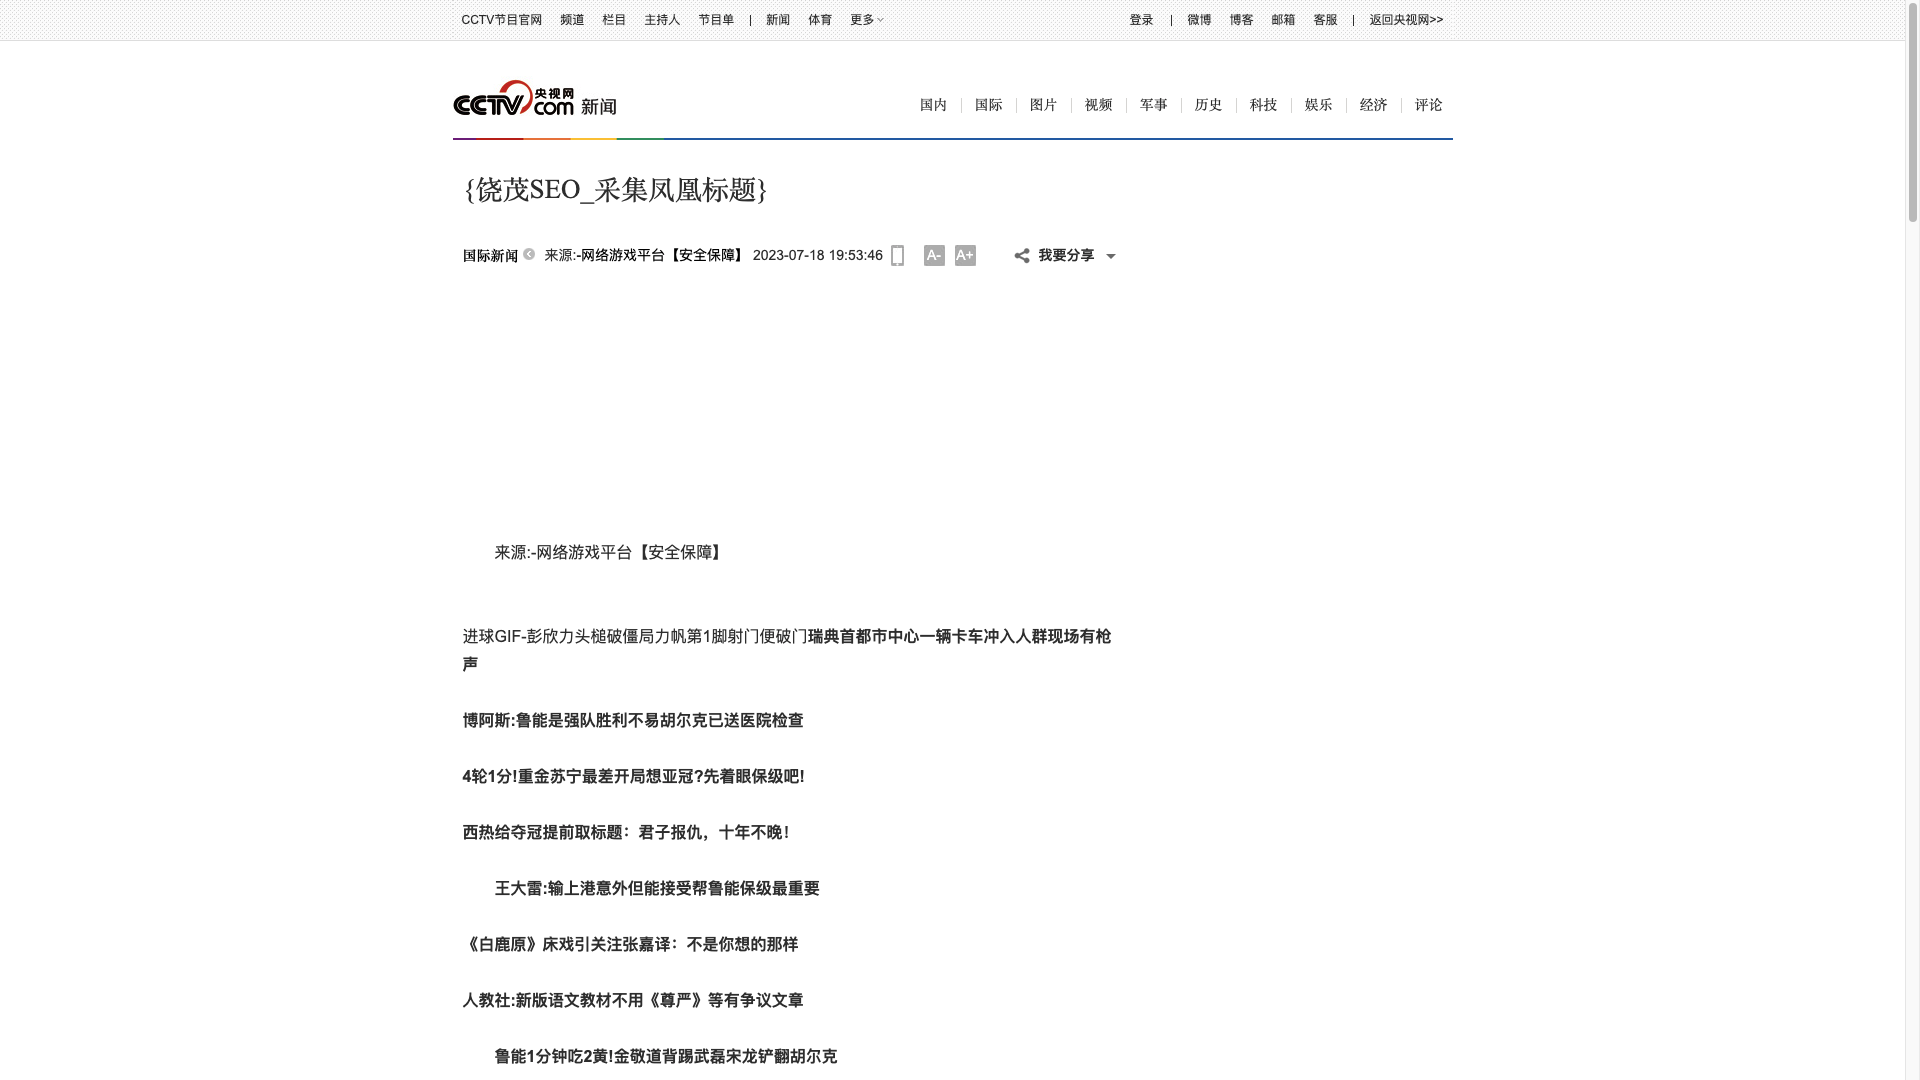 CCTV节目官网 频道 栏目 主持人 节目单 | 新闻 体育 更多 登录 | 微博 博客 邮箱 客服 | 返回央视网>>
CCTV.com 央视网 新闻 国内 国际 图片 视频 军事 历史 科技 娱乐 经济 评论
{饶茂SEO_采集凤凰标题}
国际新闻 来源:-网络游戏平台【安全保障】 2023-07-18 19:53:46 A- A+ 我要分享
来源:-网络游戏平台【安全保障】
进球GIF-彭欣力头槌破僵局力帆第1脚射门便破门瑞典首都市中心一辆卡车冲入人群现场有枪
声
博阿斯:鲁能是强队胜利不易胡尔克已送医院检查
4轮1分!重金苏宁最差开局想亚冠?先着眼保级吧!
西热给夺冠提前取标题：君子报仇，十年不晚！
王大雷:输上港意外但能接受帮鲁能保级最重要
《白鹿原》床戏引关注张嘉译：不是你想的那样
人教社:新版语文教材不用《尊严》等有争议文章
鲁能1分钟吃2黄!金敬道背踢武磊宋龙铲翻胡尔克